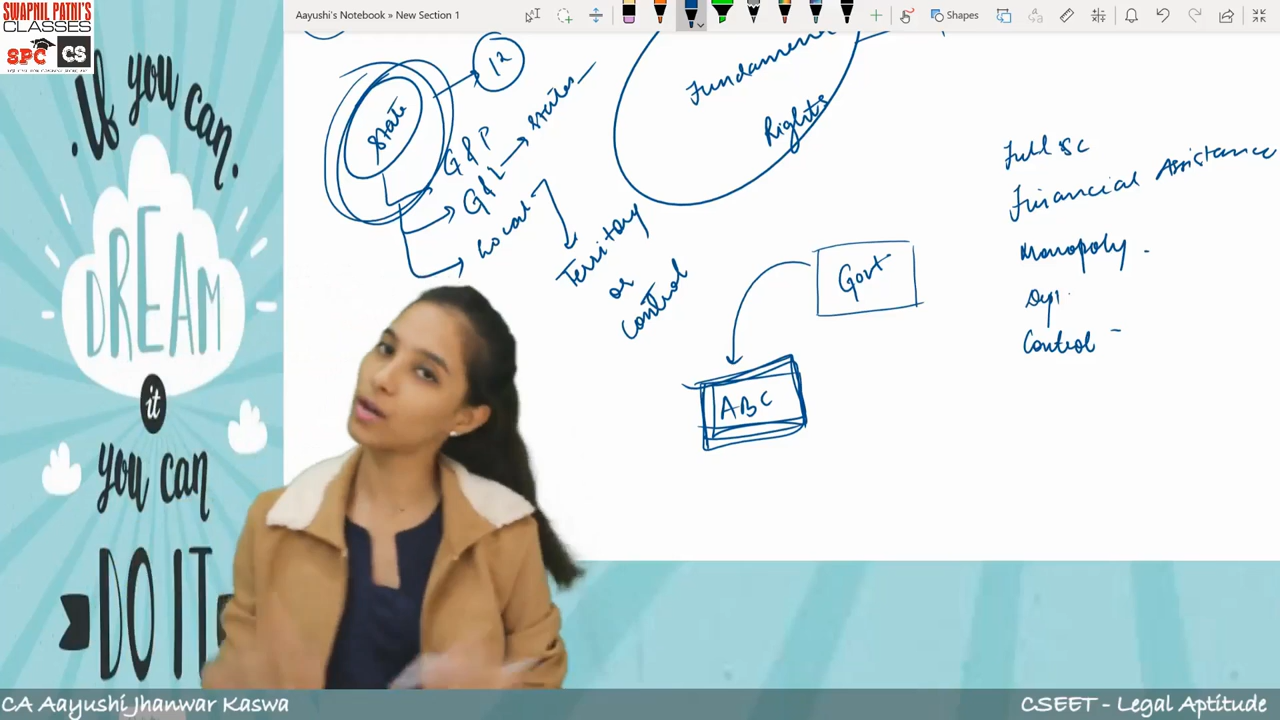 SWAPNIL PATNI'S
CLASSES
SPC CS
Aayushi's Notebook » New Section 1
Shapes
If you can
DREAM
it
you can
DO IT
State
12
G & P
G & L → States
Local
Territory
or
control
Fundamental
Rights
Govt
ABC
Full SC
Financial Assistance
Monopoly
Control
CA Aayushi Jhanwar Kaswa
CSEET - Legal Aptitude